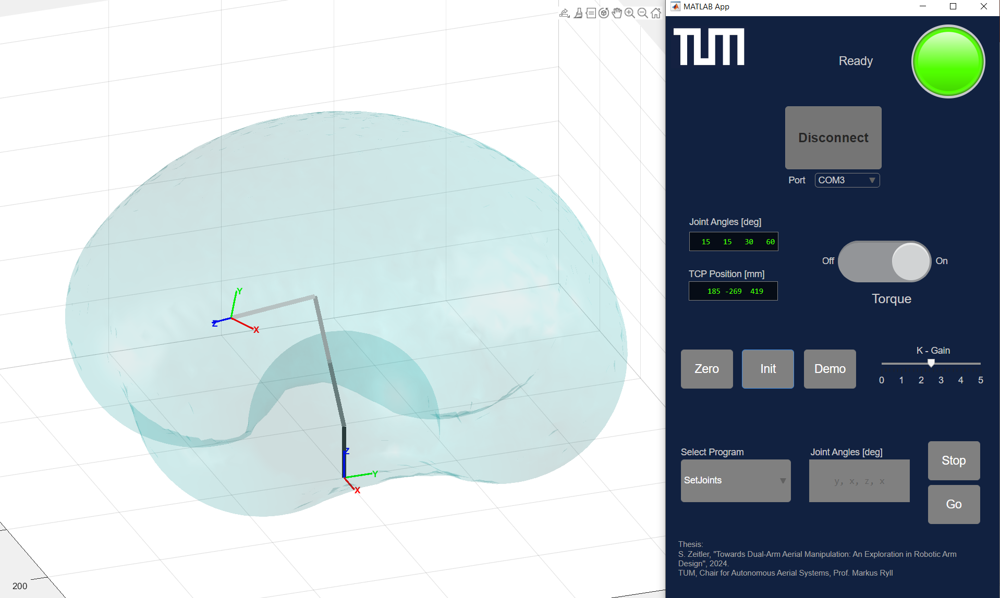 MATLAB App
TUM
Ready
Disconnect
Port COM3
Joint Angles [deg]
15 15 30 60
TCP Position [mm]
185 -269 419
Off On
Torque
Zero Init Demo
K - Gain
0 1 2 3 4 5
Select Program
SetJoints
Joint Angles [deg]
y, x, z, x
Stop
Go
Thesis:
S. Zeitler, "Towards Dual-Arm Aerial Manipulation: An Exploration in Robotic Arm
Design", 2024.
TUM, Chair for Autonomous Aerial Systems, Prof. Markus Ryll
Y
Z
X
Z
Y
X
200